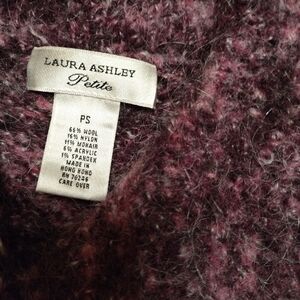 LAURA ASHLEY
Petite
PS
66% WOOL
16% NYLON
11% MOHAIR
6% ACRYLIC
1% SPANDEX
MADE IN
HONG KONG
RN 76246
CARE OVER